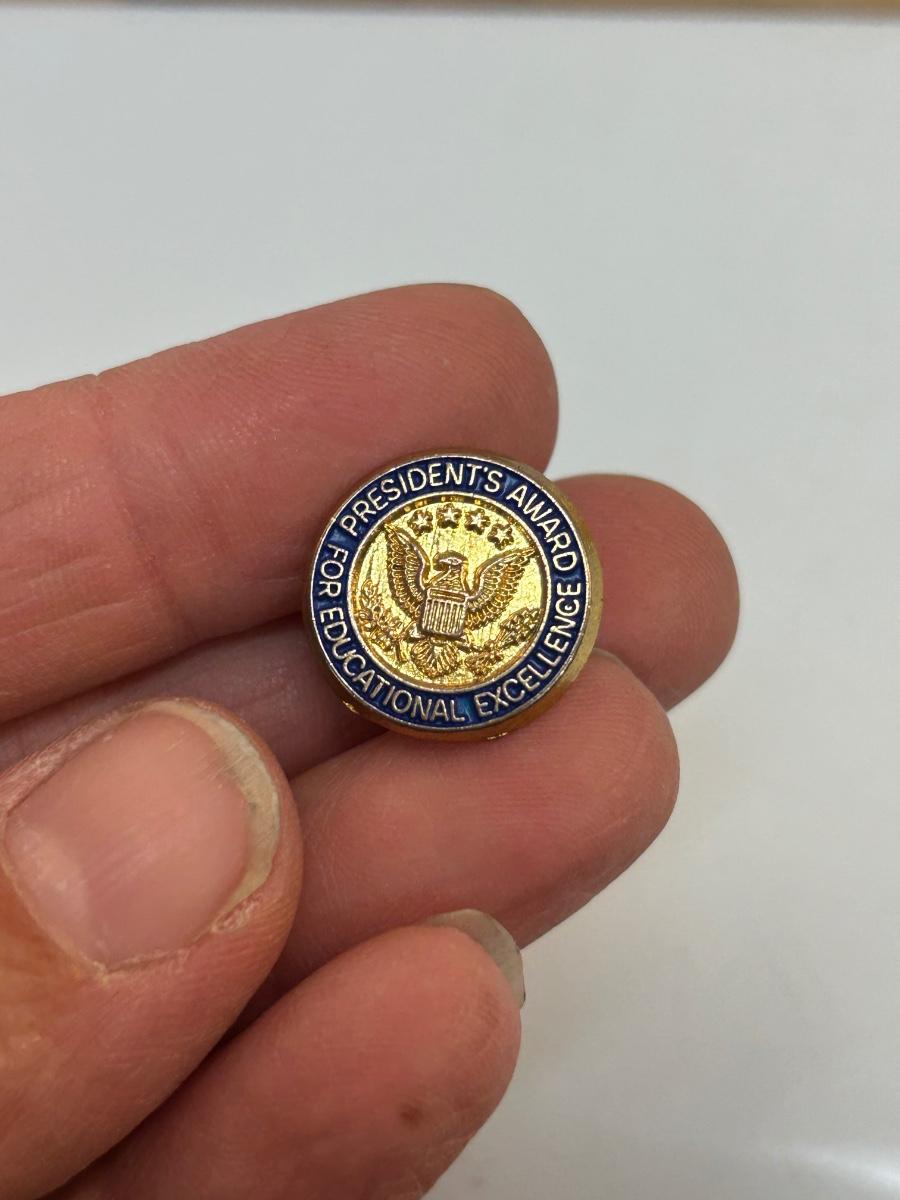 PRESIDENT'S AWARD
FOR EDUCATIONAL EXCELLENCE